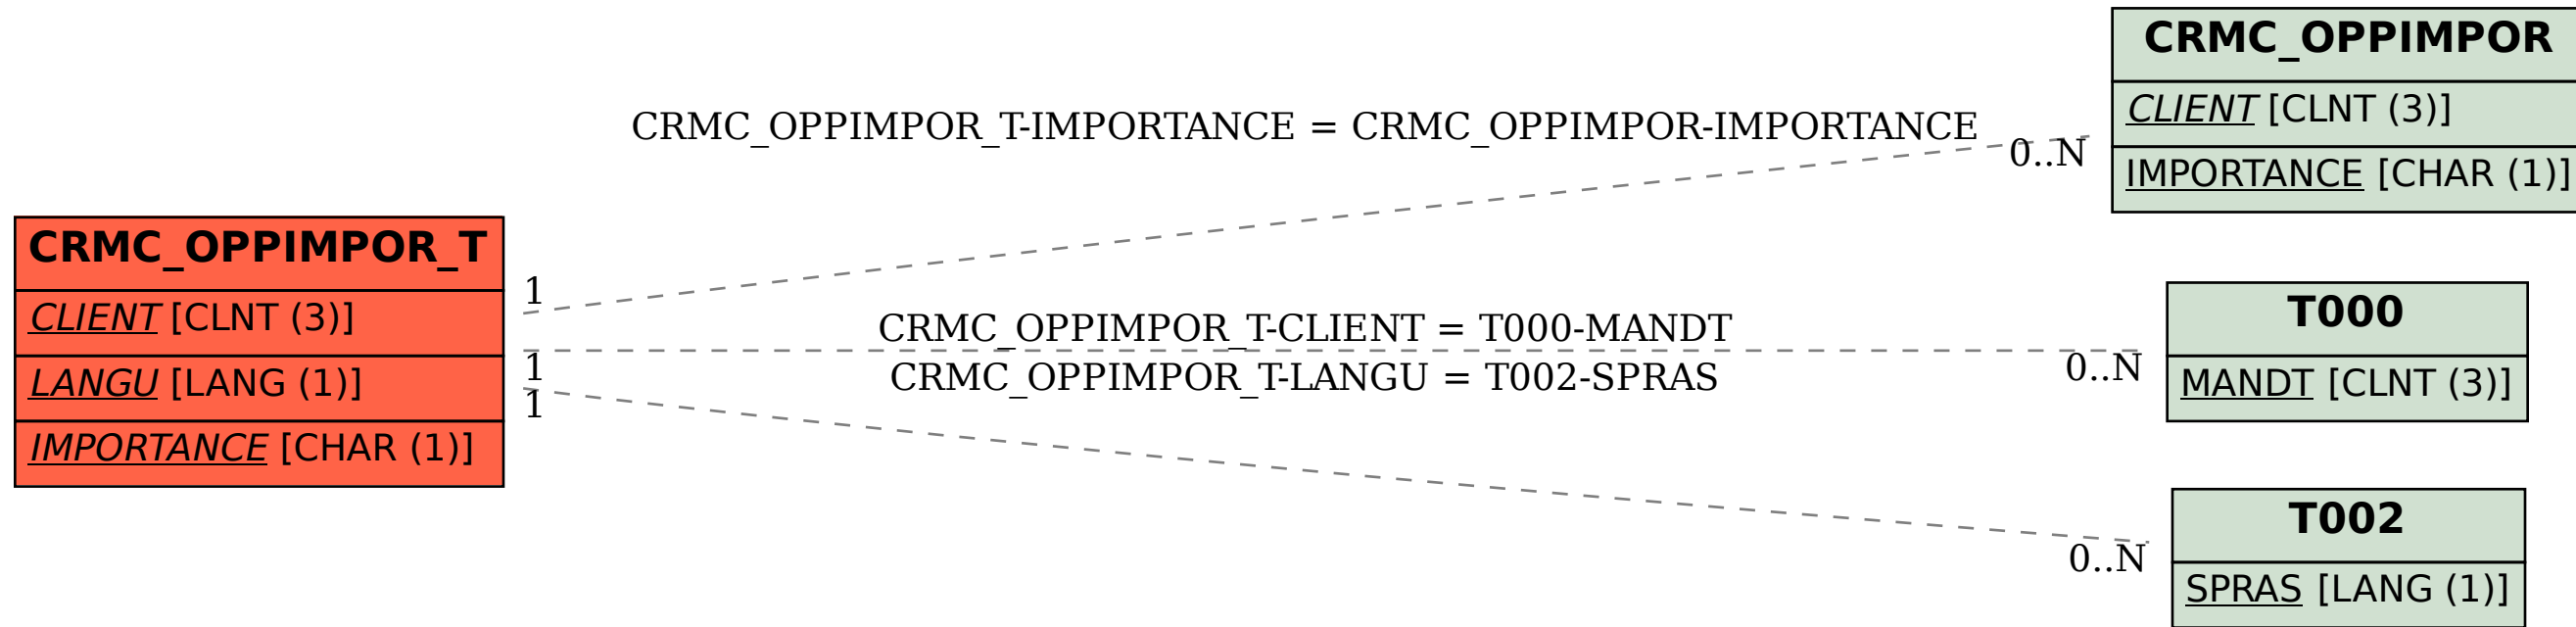 CRMC_OPPIMPOR
CLIENT [CLNT (3)]
IMPORTANCE [CHAR (1)]
CRMC_OPPIMPOR_T-IMPORTANCE = CRMC_OPPIMPOR-IMPORTANCE
0..N
CRMC_OPPIMPOR_T
CLIENT [CLNT (3)]
LANGU [LANG (1)]
IMPORTANCE [CHAR (1)]
1
1
1
CRMC_OPPIMPOR_T-CLIENT = T000-MANDT
CRMC_OPPIMPOR_T-LANGU = T002-SPRAS
0..N
T000
MANDT [CLNT (3)]
0..N
T002
SPRAS [LANG (1)]